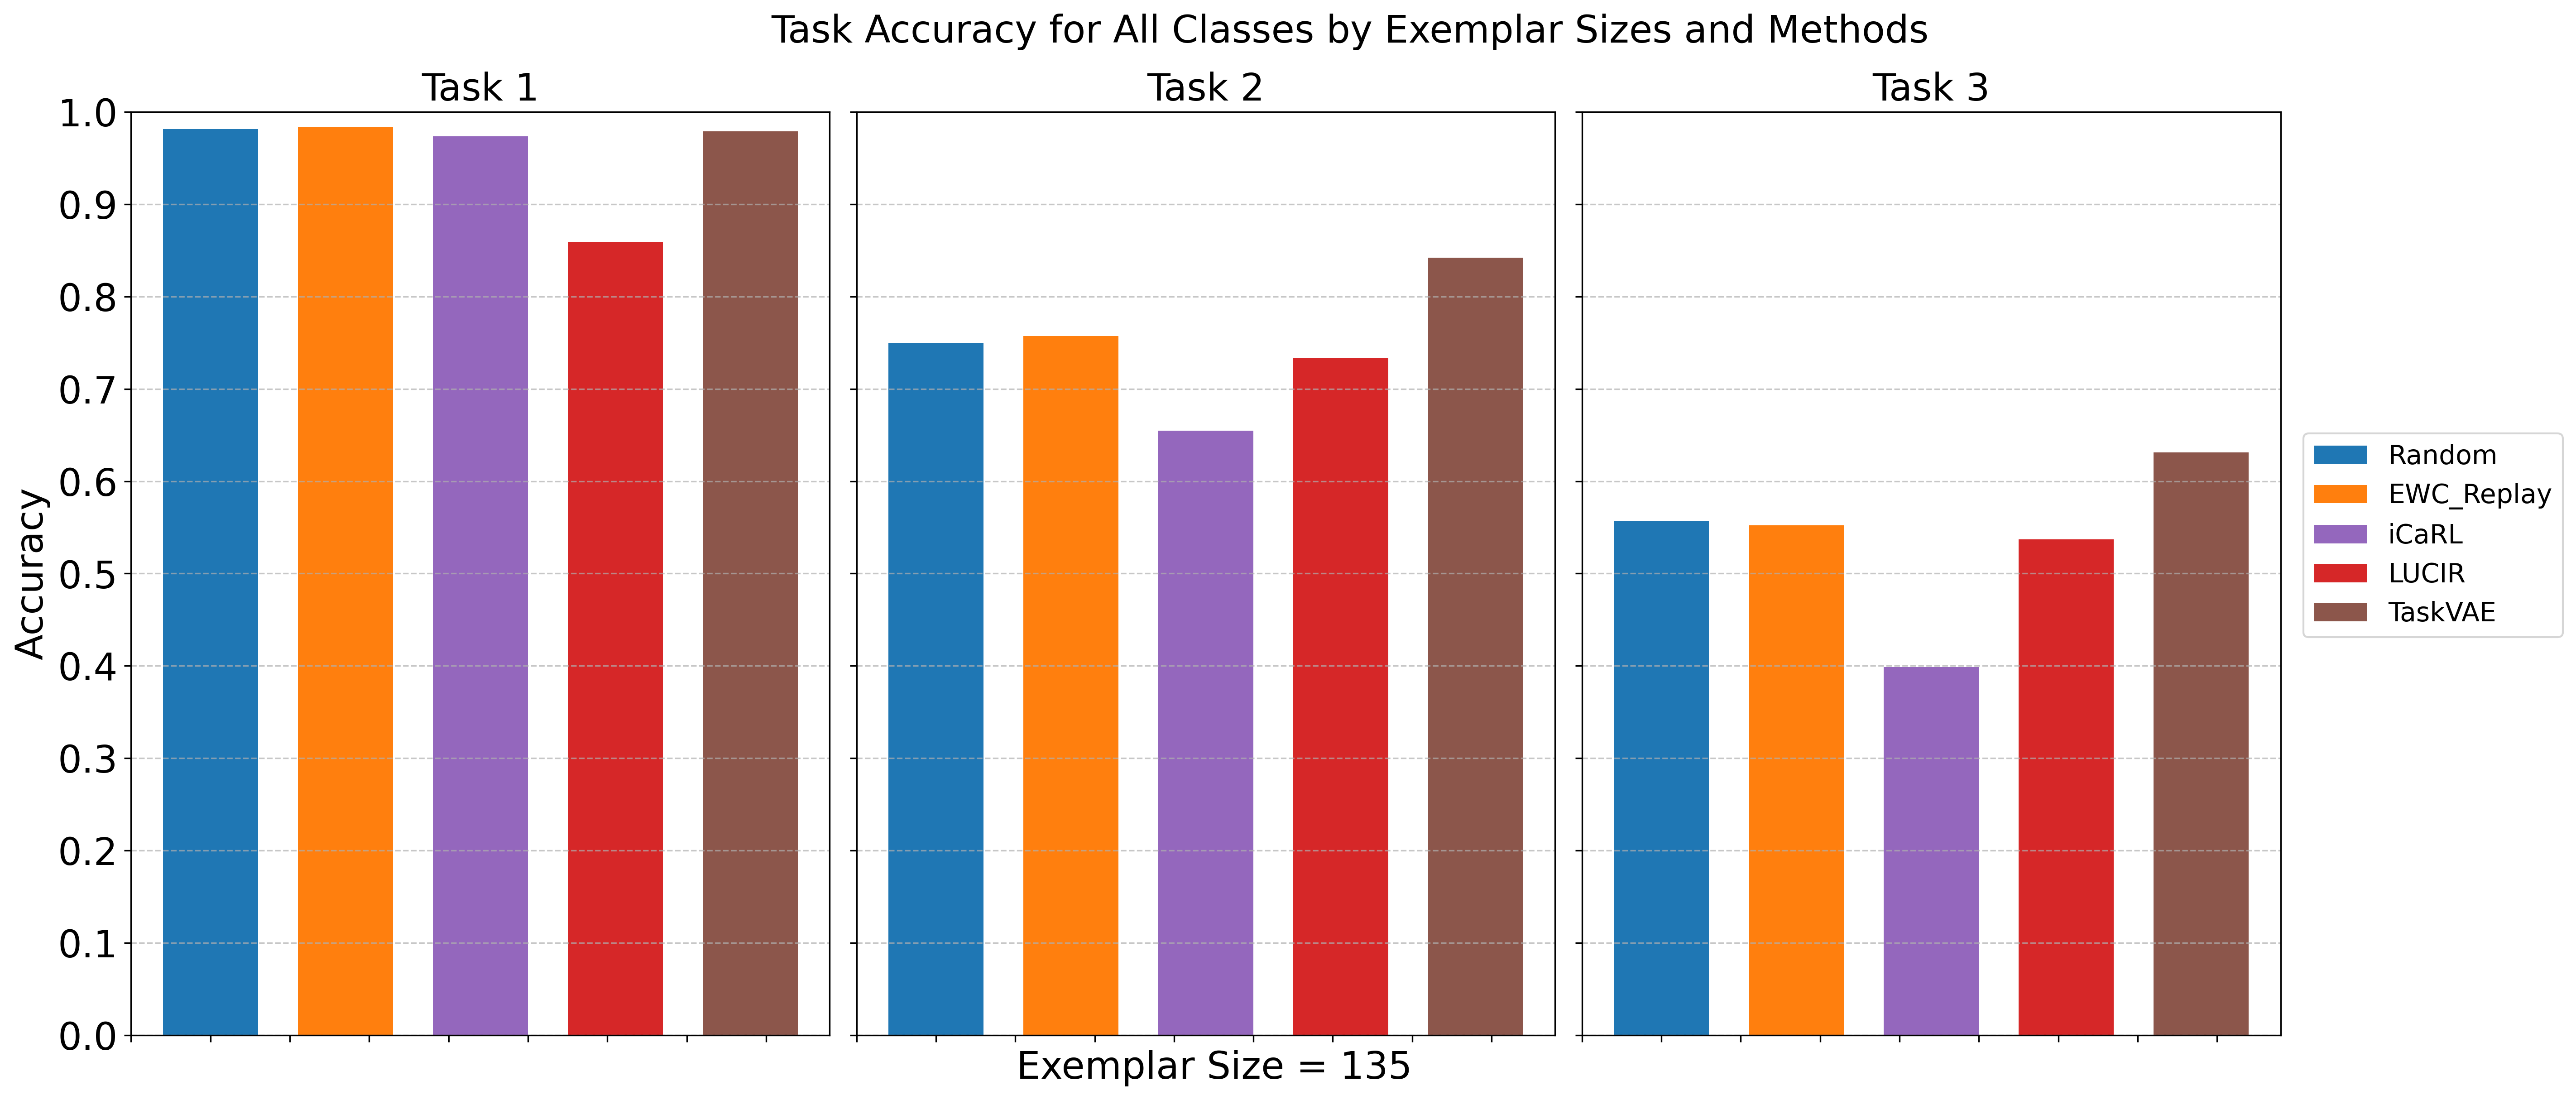 Task Accuracy for All Classes by Exemplar Sizes and Methods
Task 1
Task 2
Task 3
Accuracy
1.0
0.9
0.8
0.7
0.6
0.5
0.4
0.3
0.2
0.1
0.0
Exemplar Size = 135
Random
EWC_Replay
iCaRL
LUCIR
TaskVAE